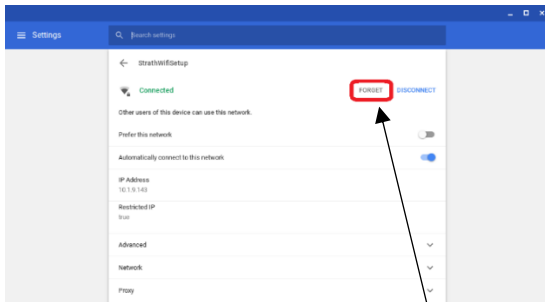 Settings
Search settings
StrathWifiSetup
Connected
FORGET
DISCONNECT
Other users of this device can use this network.
Prefer this network
Automatically connect to this network
IP Address
10.1.9.143
Restricted IP
true
Advanced
Network
Proxy